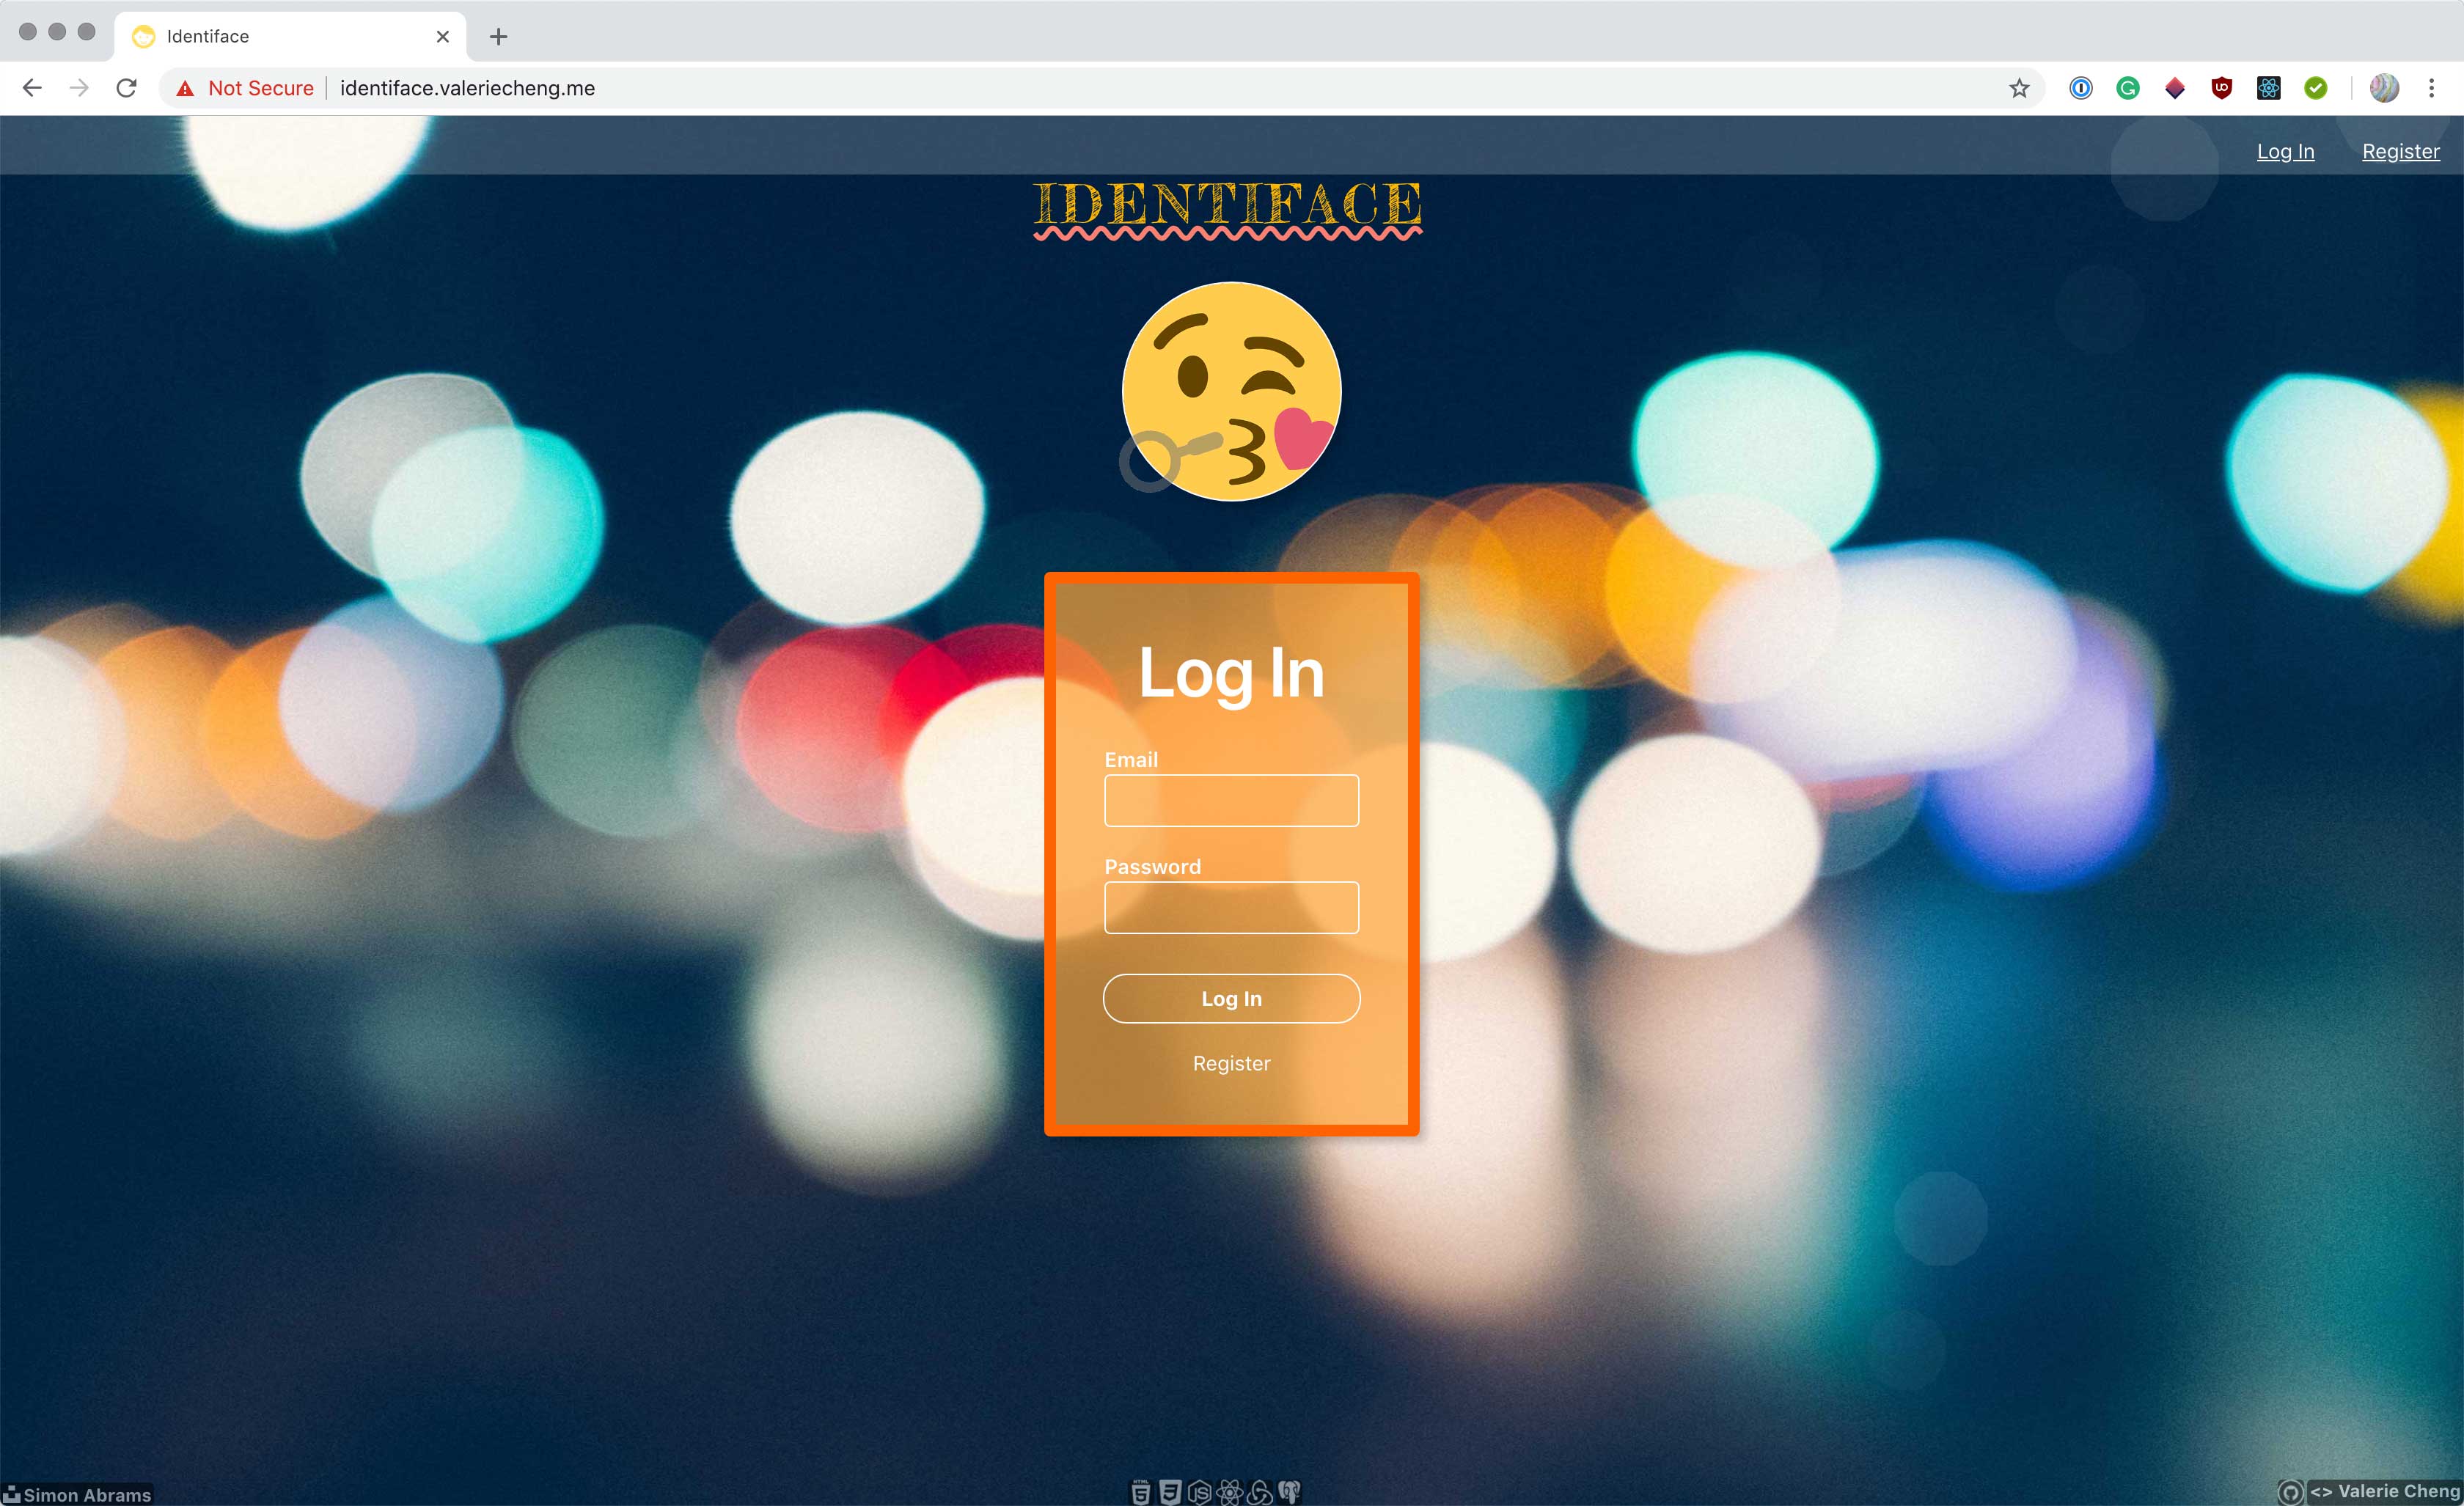 Identiface
Not Secure identiface.valeriecheng.me
Log In Register
IDENTIFACE
Log In
Email
Password
Log In
Register
Simon Abrams
<> Valerie Cheng